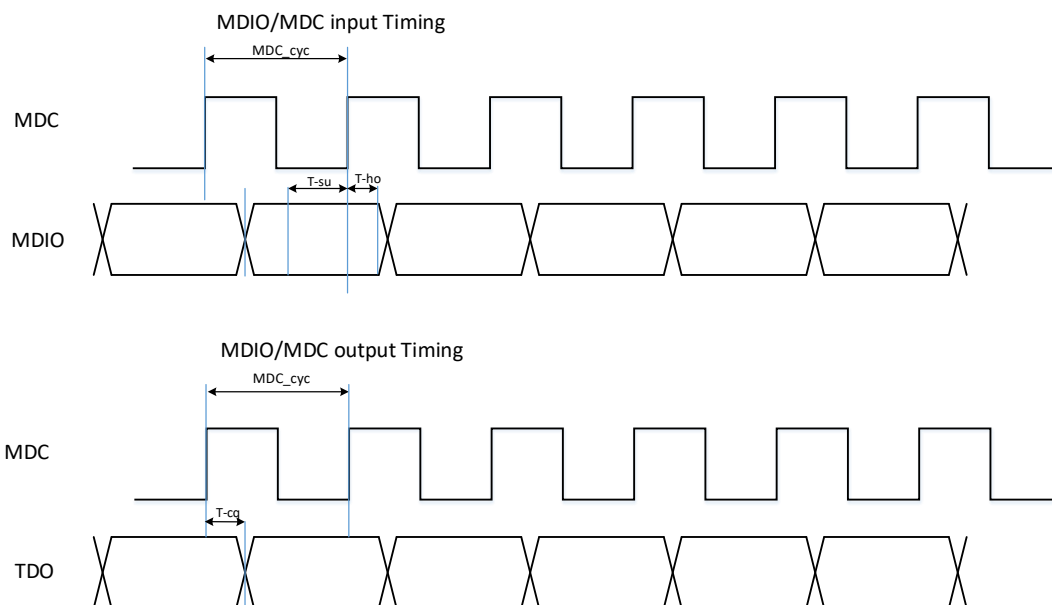 MDIO/MDC input Timing
MDC_cyc
MDC
T-su
T-ho
MDIO
MDIO/MDC output Timing
MDC_cyc
MDC
T-cq
TDO